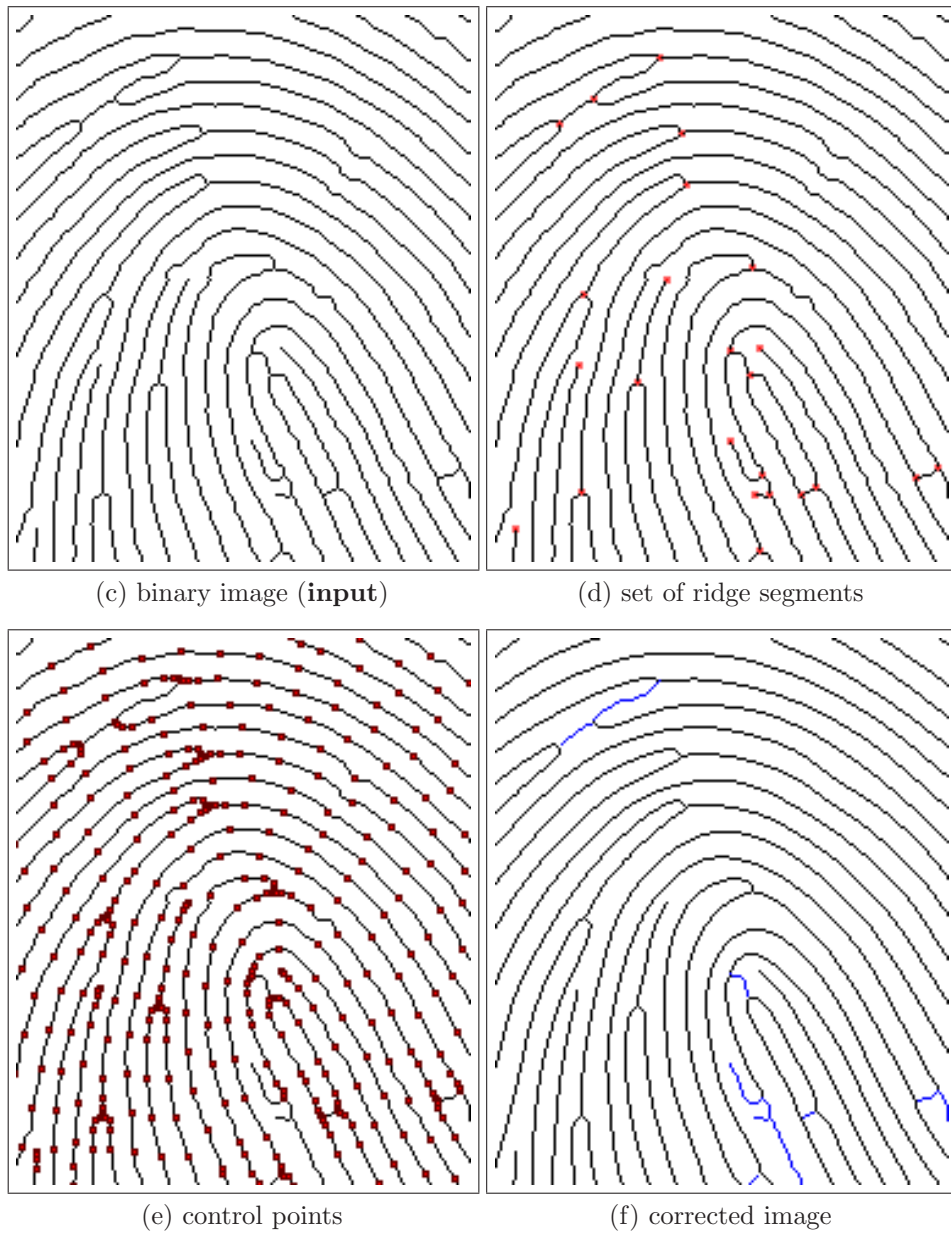 (c) binary image (input)
(d) set of ridge segments
(e) control points
(f) corrected image